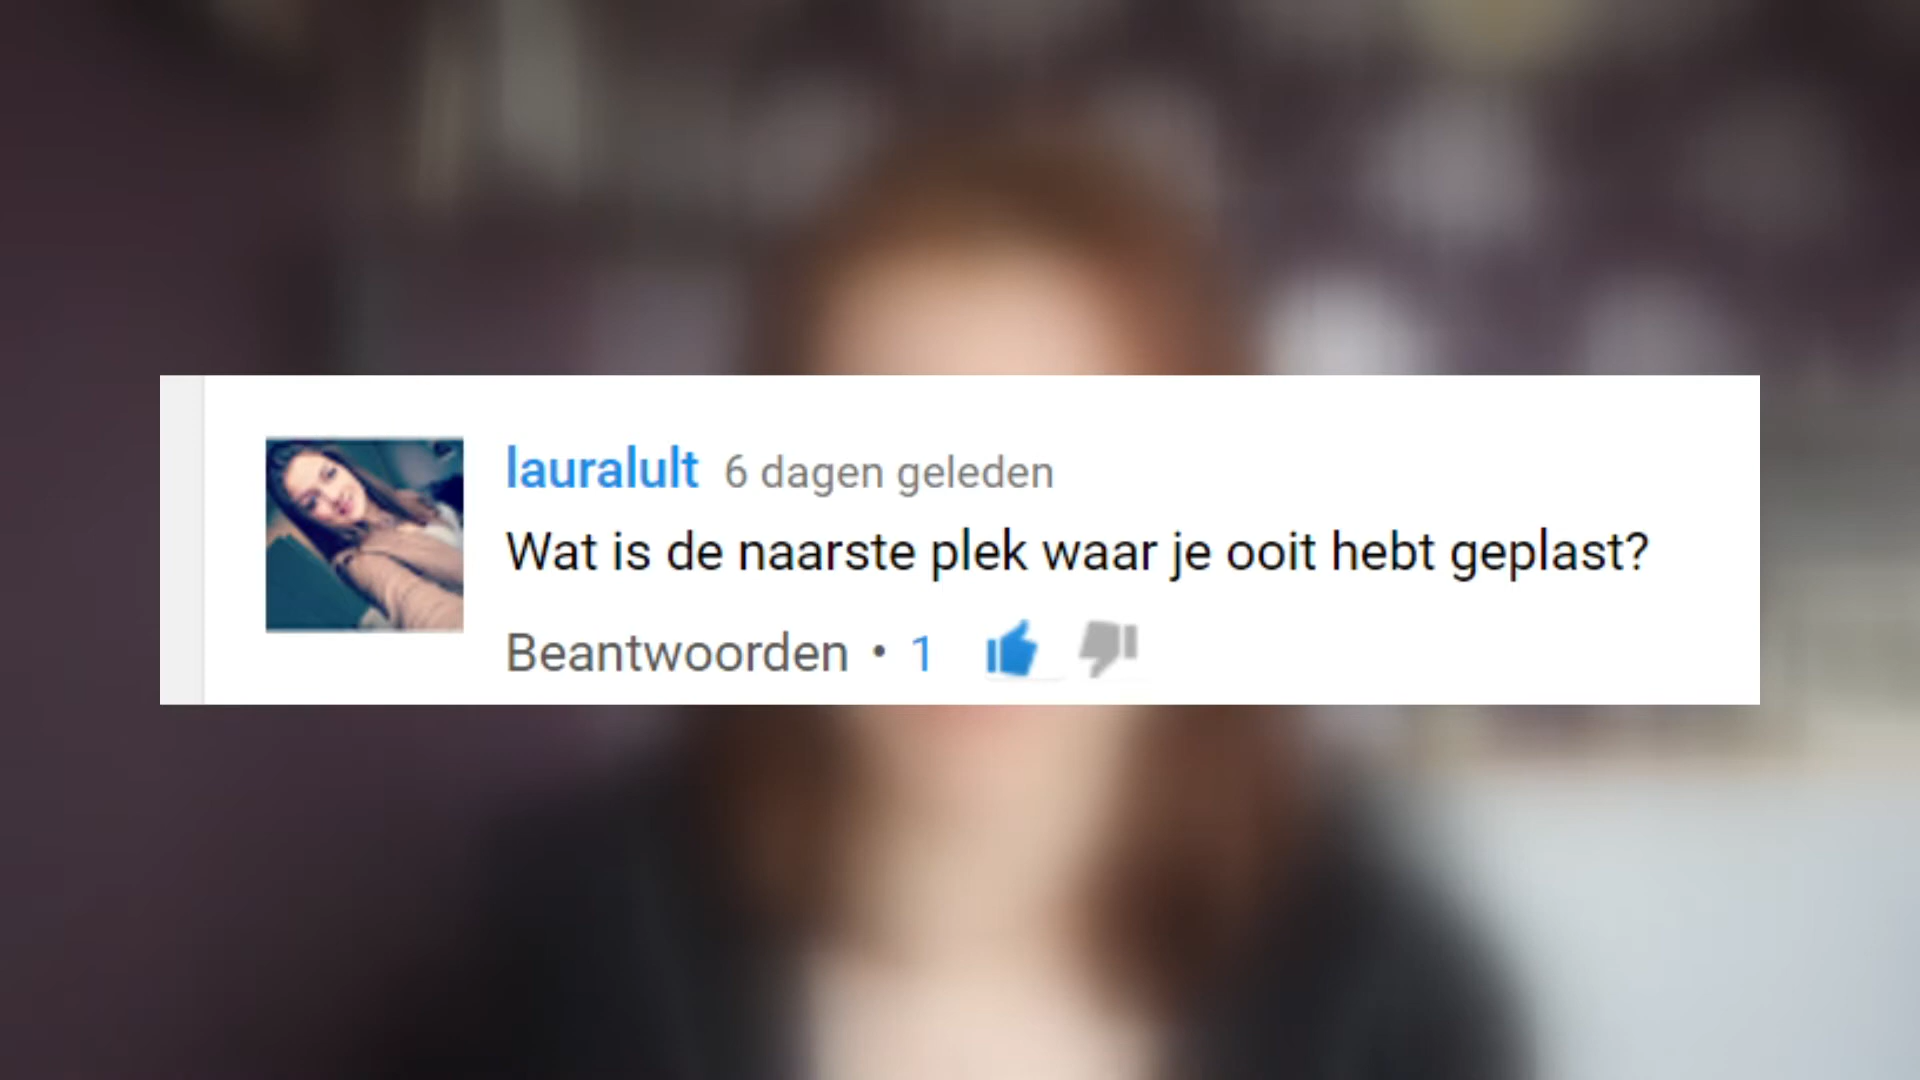 lauralult 6 dagen geleden
Wat is de naarste plek waar je ooit hebt geplast?
Beantwoorden • 1